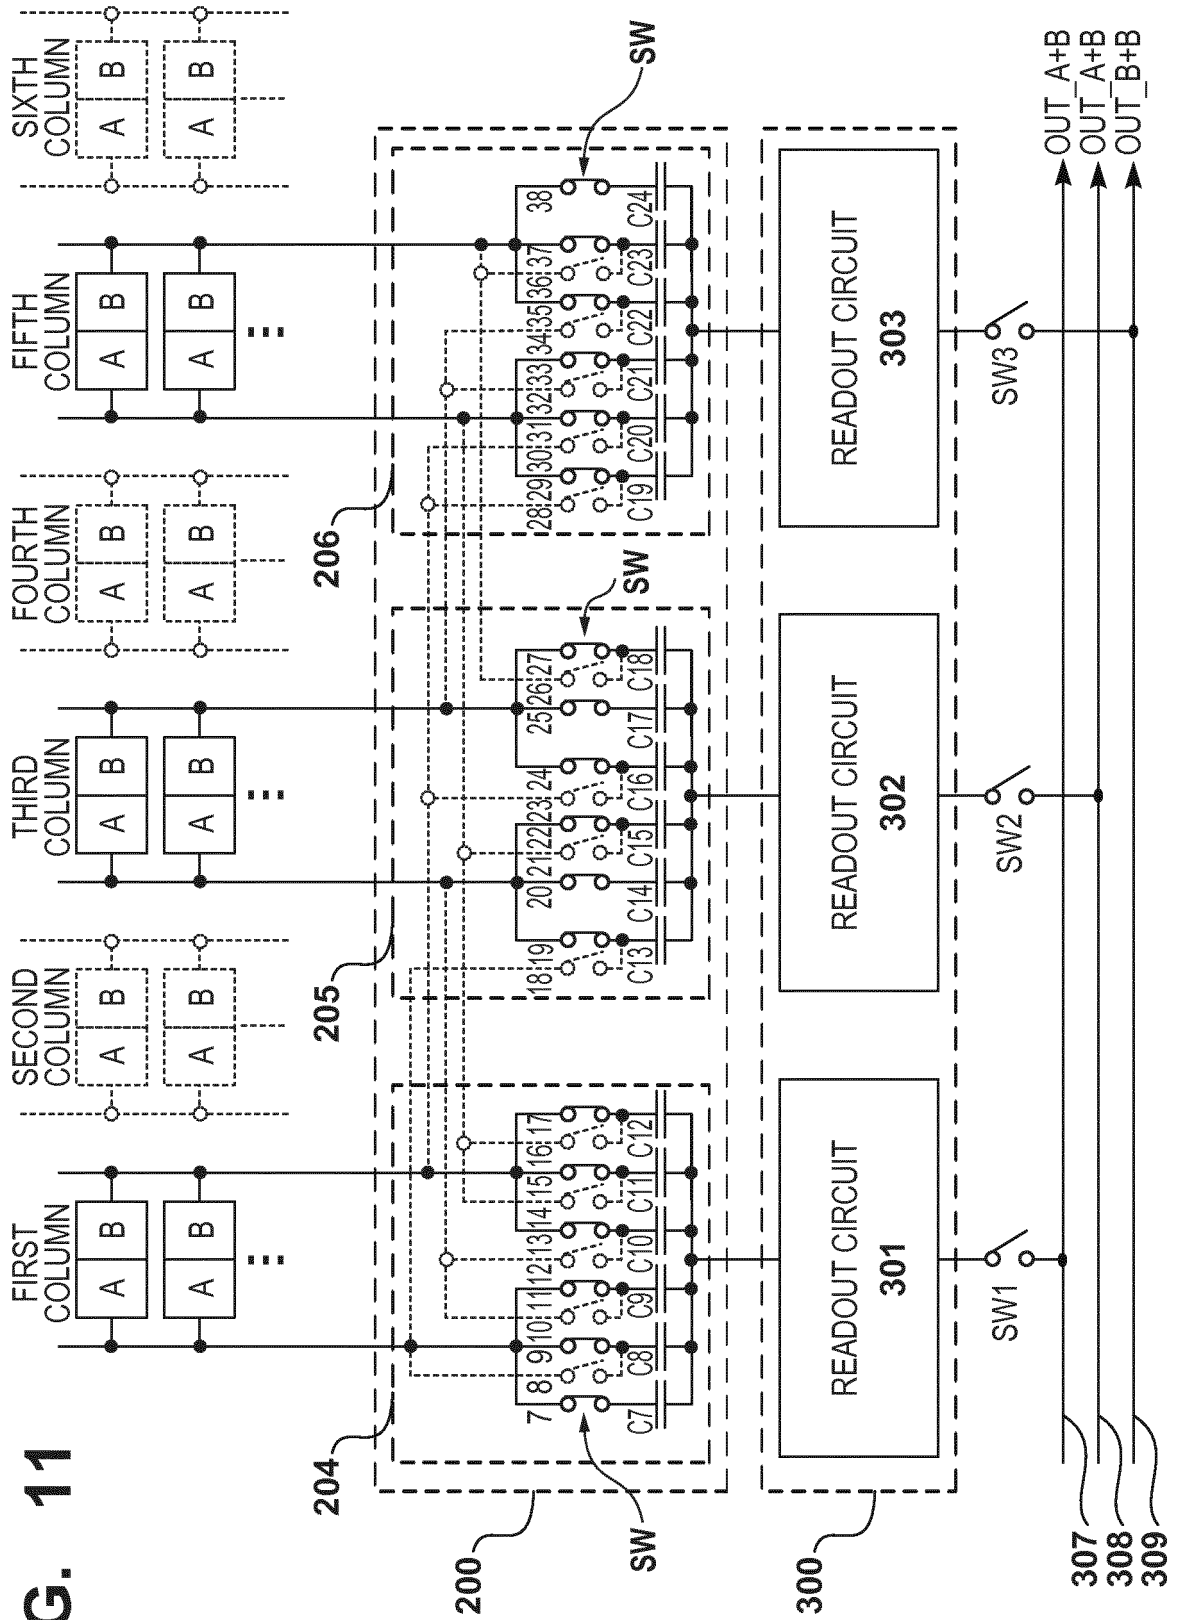 G. 11
FIRST COLUMN
SECOND COLUMN
THIRD COLUMN
FOURTH COLUMN
FIFTH COLUMN
SIXTH COLUMN
A B A B A B A B A B A B
A B A B A B A B A B A B
204
205
206
200
7 8 9 10 11 12 13 14 15 16 17
18 19 20 21 22 23 24 25 26 27
28 29 30 31 32 33 34 35 36 37 38
C7 C8 C9 C10 C11 C12
C13 C14 C15 C16 C17 C18
C19 C20 C21 C22 C23 C24
SW
SW
SW
300
READOUT CIRCUIT
301
READOUT CIRCUIT
302
READOUT CIRCUIT
303
SW1
SW2
SW3
307
308
309
OUT_A+B
OUT_A+B
OUT_B+B